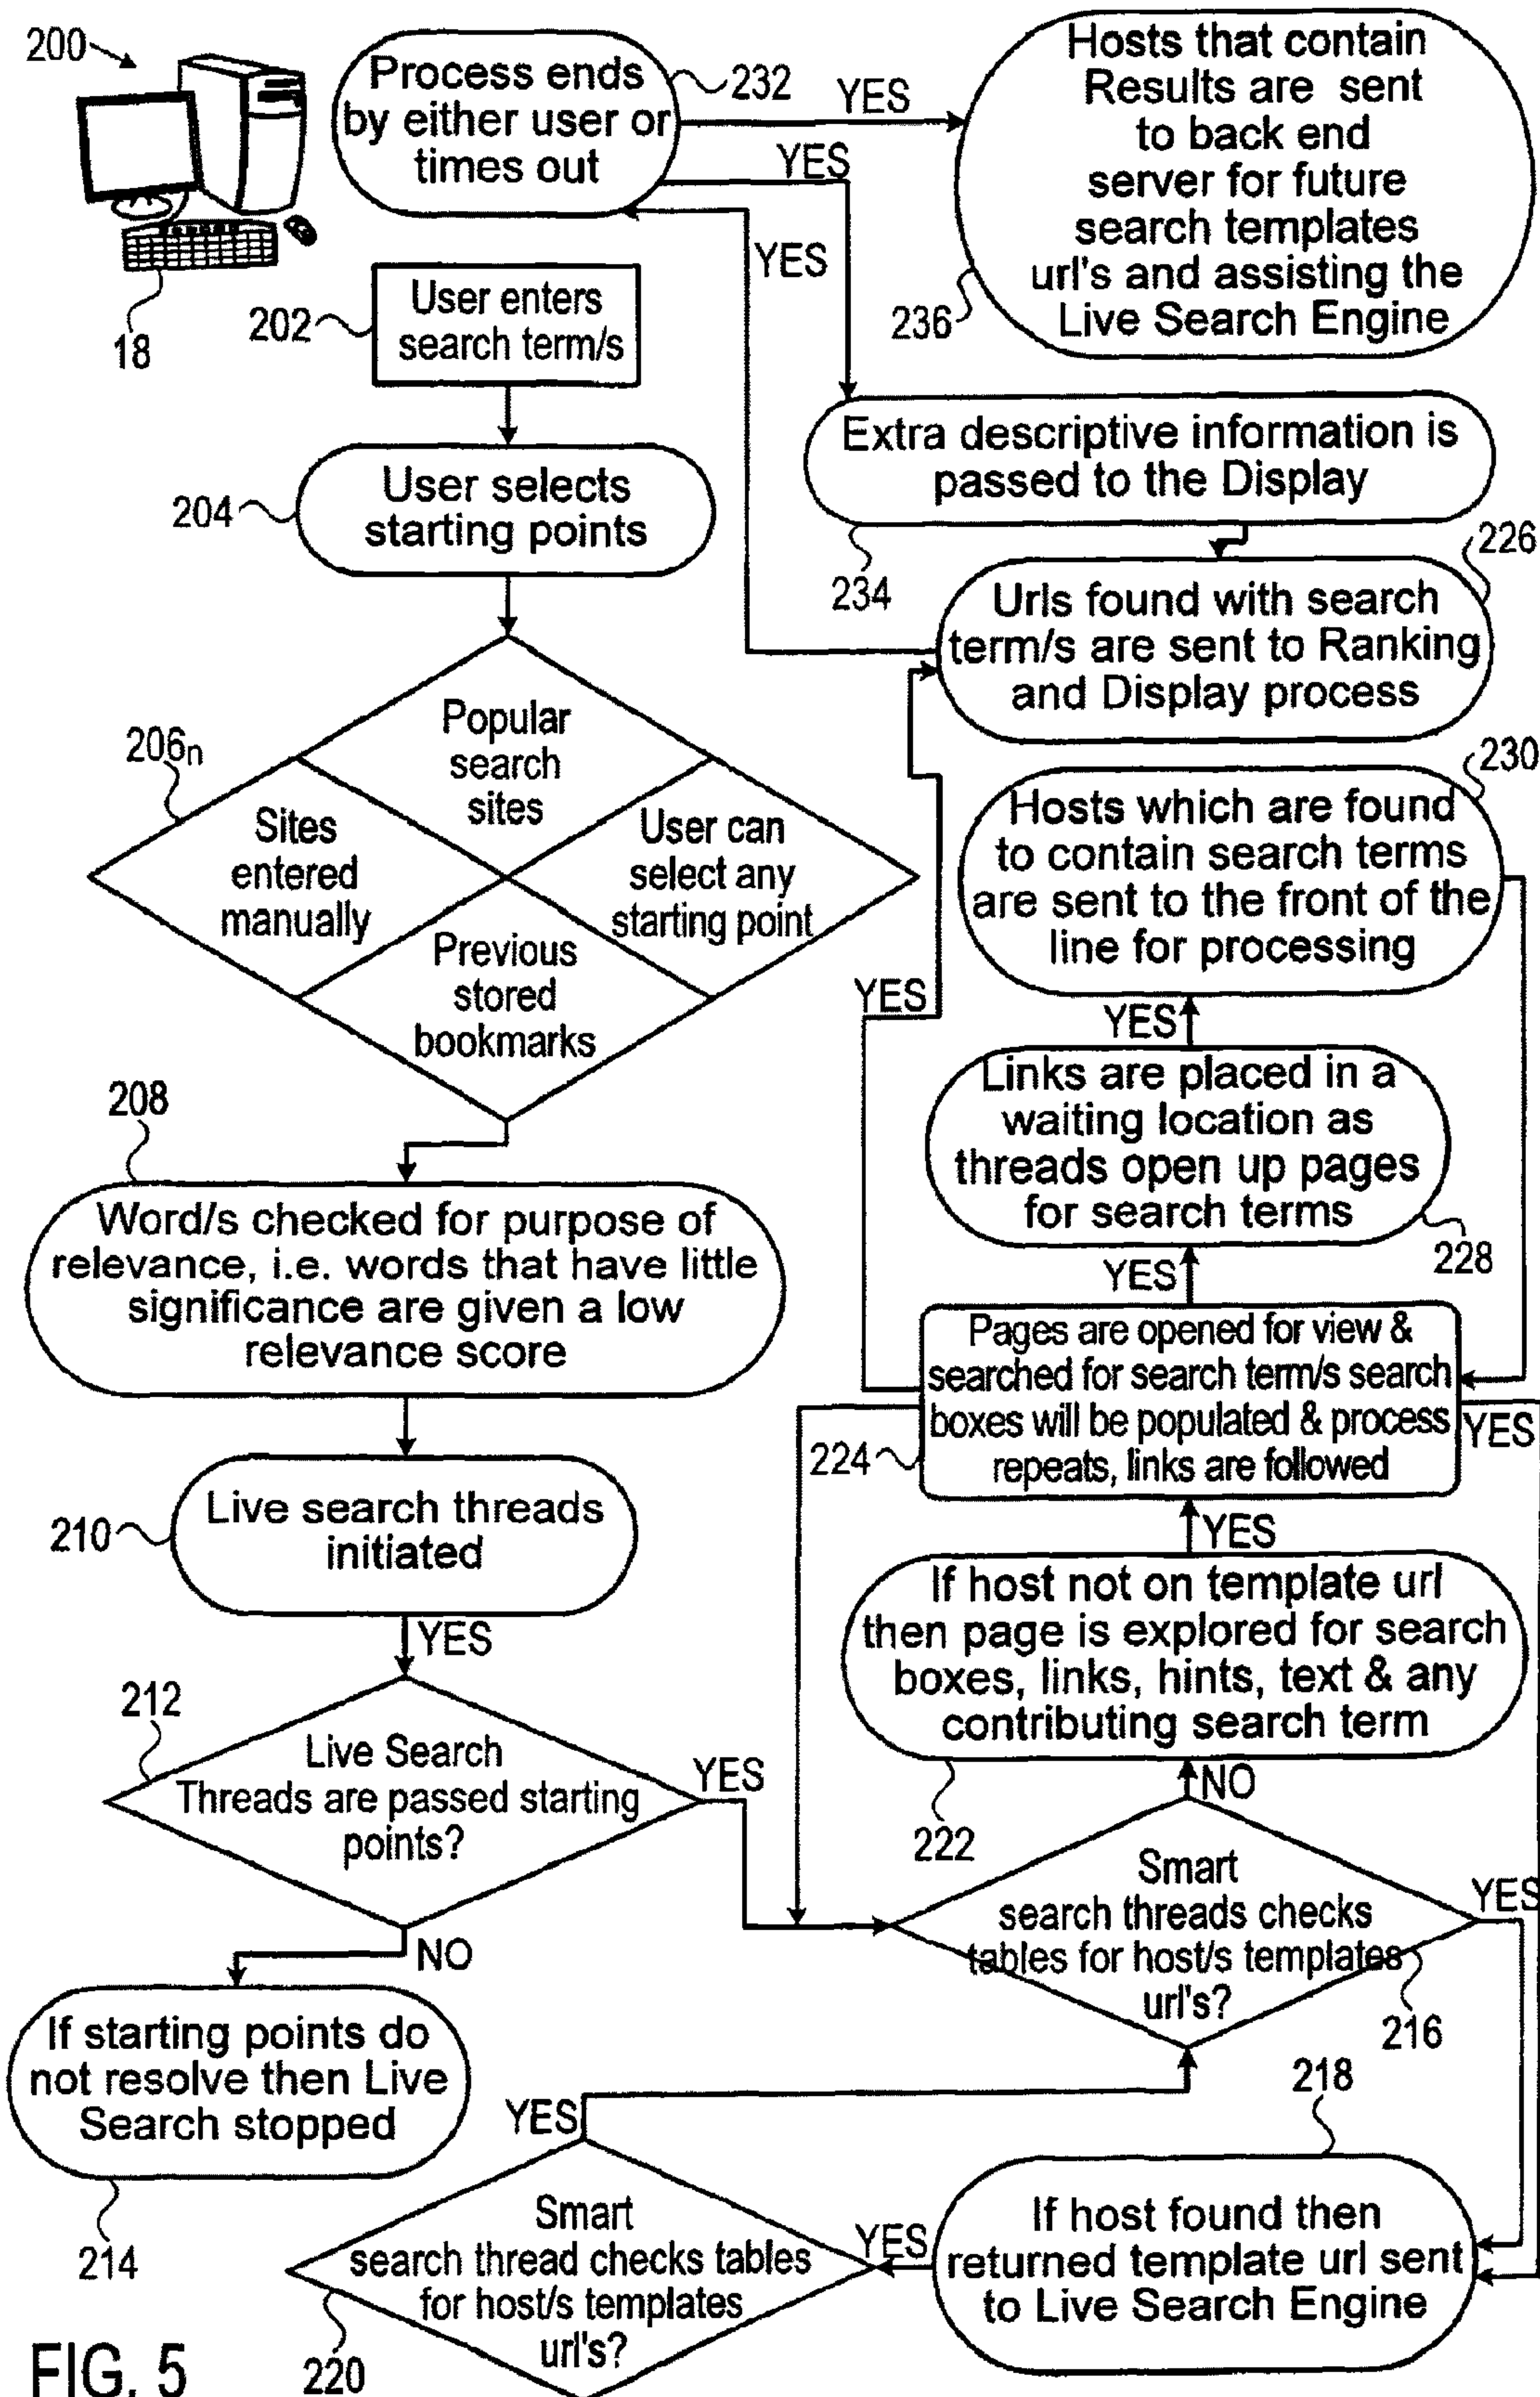 200
18
Process ends
by either user or
times out
232
YES
YES
YES
Hosts that contain
Results are sent
to back end
server for future
search templates
url's and assisting the
Live Search Engine
236
202
User enters
search term/s
204
User selects
starting points
Extra descriptive information is
passed to the Display
234
226
Urls found with search
term/s are sent to Ranking
and Display process
206n
Popular
search
sites
Sites
entered
manually
User can
select any
starting point
Previous
stored
bookmarks
230
Hosts which are found
to contain search terms
are sent to the front of the
line for processing
YES
YES
Links are placed in a
waiting location as
threads open up pages
for search terms
228
YES
208
Word/s checked for purpose of
relevance, i.e. words that have little
significance are given a low
relevance score
Pages are opened for view &
searched for search term/s search
boxes will be populated & process
repeats, links are followed
224
YES
YES
210
Live search threads
initiated
YES
If host not on template url
then page is explored for search
boxes, links, hints, text & any
contributing search term
222
NO
212
Live Search
Threads are passed starting
points?
YES
NO
Smart
search threads checks
tables for host/s templates
url's?
216
YES
If starting points do
not resolve then Live
Search stopped
214
YES
218
If host found then
returned template url sent
to Live Search Engine
YES
Smart
search thread checks tables
for host/s templates
url's?
220
FIG. 5